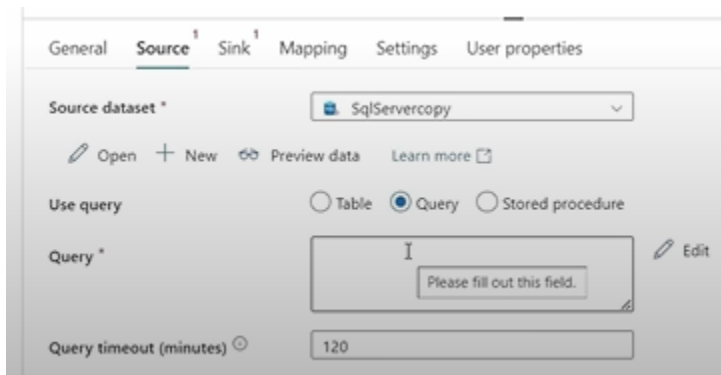 General Source 1 Sink 1 Mapping Settings User properties
Source dataset * SqlServercopy
Open New Preview data Learn more
Use query Table Query Stored procedure
Query * Edit
Please fill out this field.
Query timeout (minutes) 120